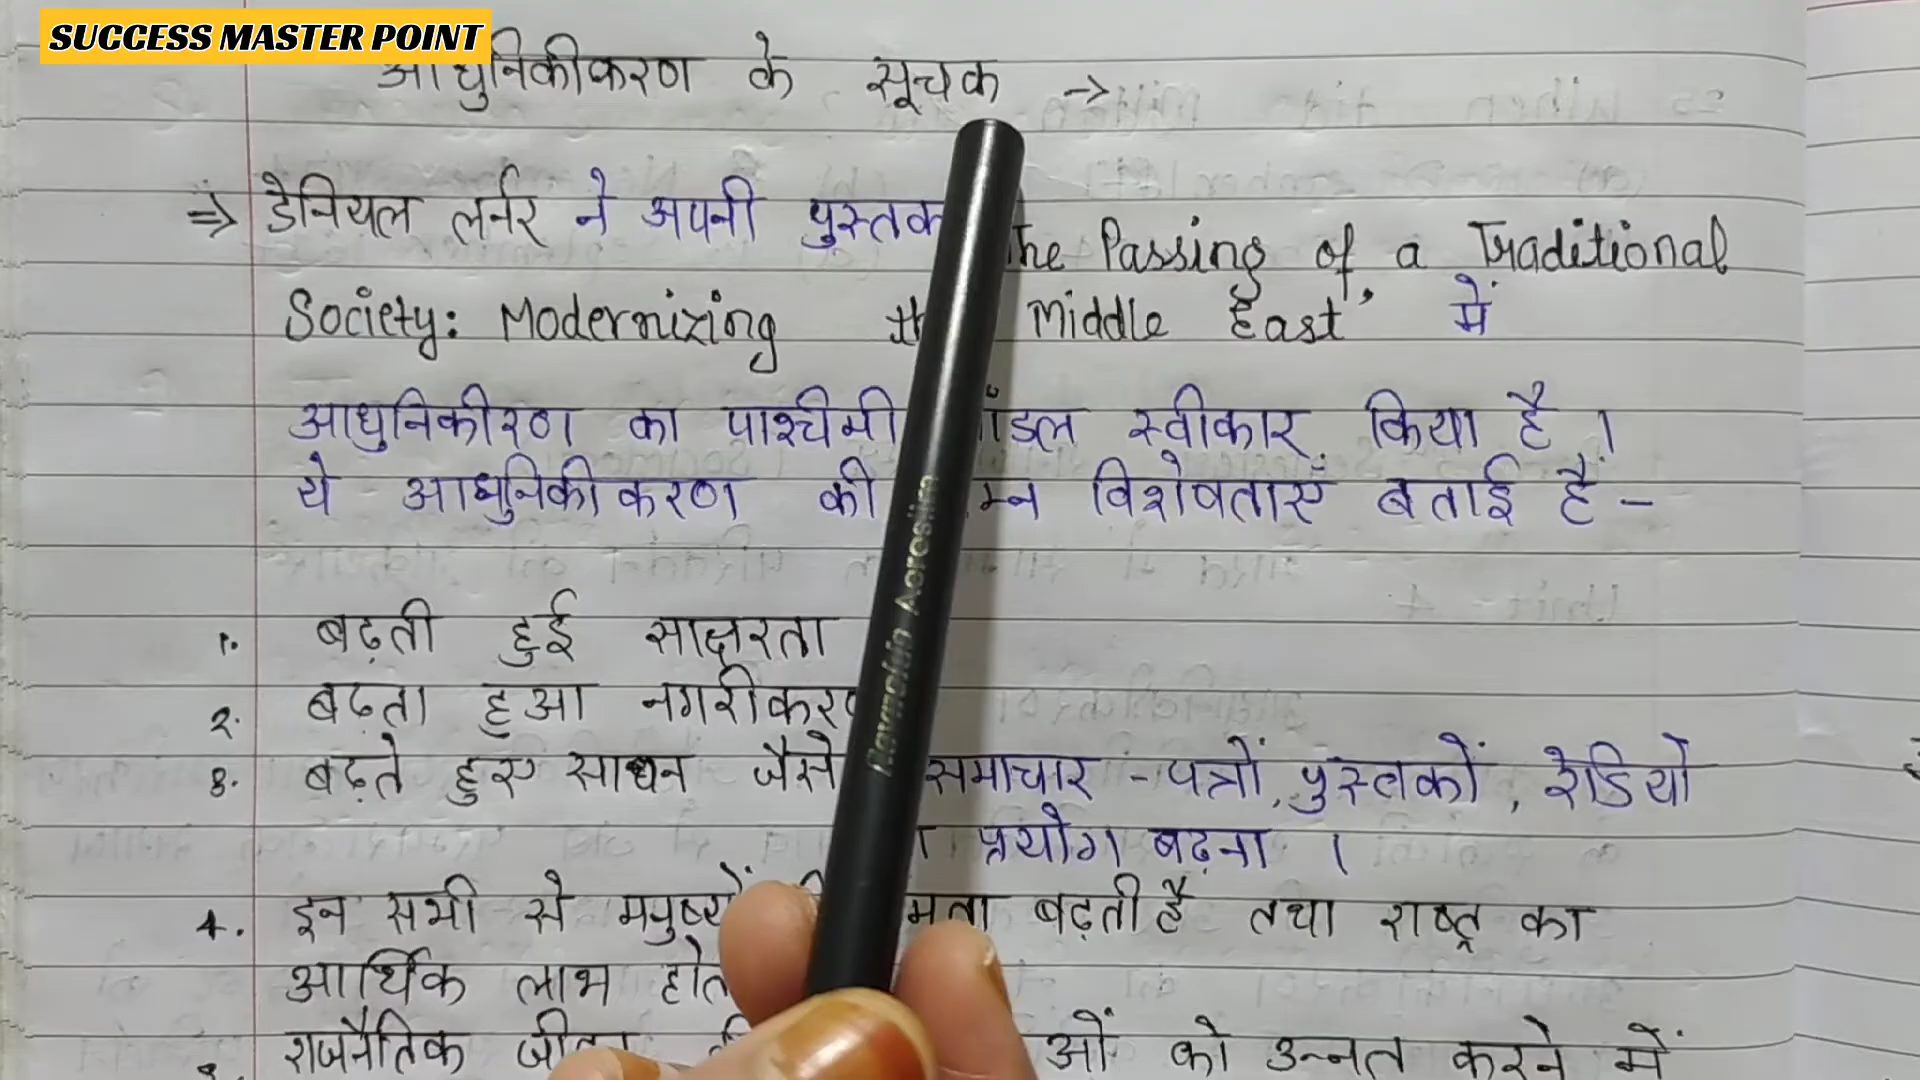 SUCCESS MASTER POINT
आधुनिकीकरण के सूचक →
⇒ डेनियल लर्नर ने अपनी पुस्तक The Passing of a Traditional
Society: Modernizing Middle East' में
आधुनिकीरण का पाश्चीमी स्वीकार किया है ।
ये आधुनिकीकरण की विशेषताएँ बताई है -
1. बढ़ती हुई साक्षरता
2. बढ़ता हुआ नगरीकरण
3. बढ़ते हुए साधन जैसे समाचार - पत्रों, पुस्तकों, रेडियो
प्रयोग बढ़ना ।
4. इन सभी से मनुष्यों बढ़ती है तथा राष्ट्र का
आर्थिक लाभ
राजनैतिक को उन्नत करने में
Reynolds Aeroslim